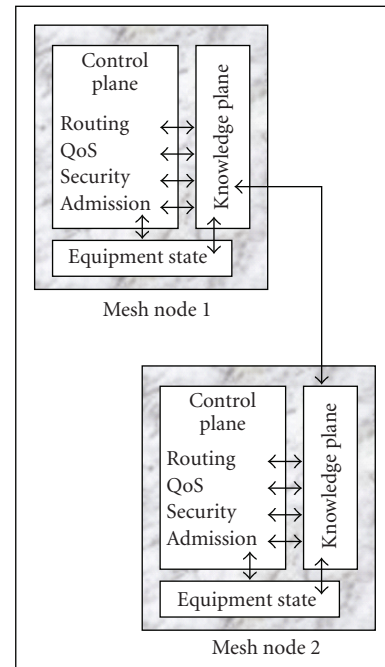 Control
plane
Routing
QoS
Security
Admission
Knowledge plane
Equipment state
Mesh node 1
Control
plane
Routing
QoS
Security
Admission
Knowledge plane
Equipment state
Mesh node 2